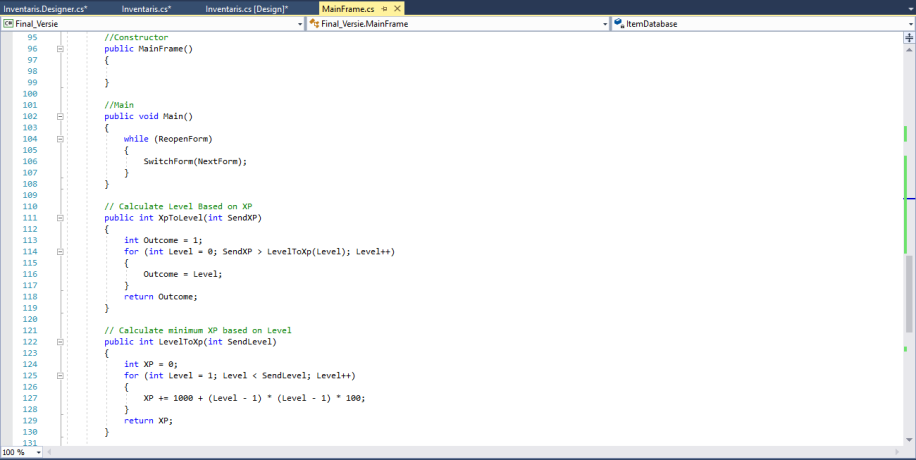 Inventaris.Designer.cs* Inventaris.cs* Inventaris.cs [Design]* MainFrame.cs
C# Final_Versie Final_Versie.MainFrame ItemDatabase
95 //Constructor
96 public MainFrame()
97 {
98
99 }
100
101 //Main
102 public void Main()
103 {
104 while (ReopenForm)
105 {
106 SwitchForm(NextForm);
107 }
108 }
109
110 // Calculate Level Based on XP
111 public int XpToLevel(int SendXP)
112 {
113 int Outcome = 1;
114 for (int Level = 0; SendXP > LevelToXp(Level); Level++)
115 {
116 Outcome = Level;
117 }
118 return Outcome;
119 }
120
121 // Calculate minimum XP based on Level
122 public int LevelToXp(int SendLevel)
123 {
124 int XP = 0;
125 for (int Level = 1; Level < SendLevel; Level++)
126 {
127 XP += 1000 + (Level - 1) * (Level - 1) * 100;
128 }
129 return XP;
130 }
131
100 %